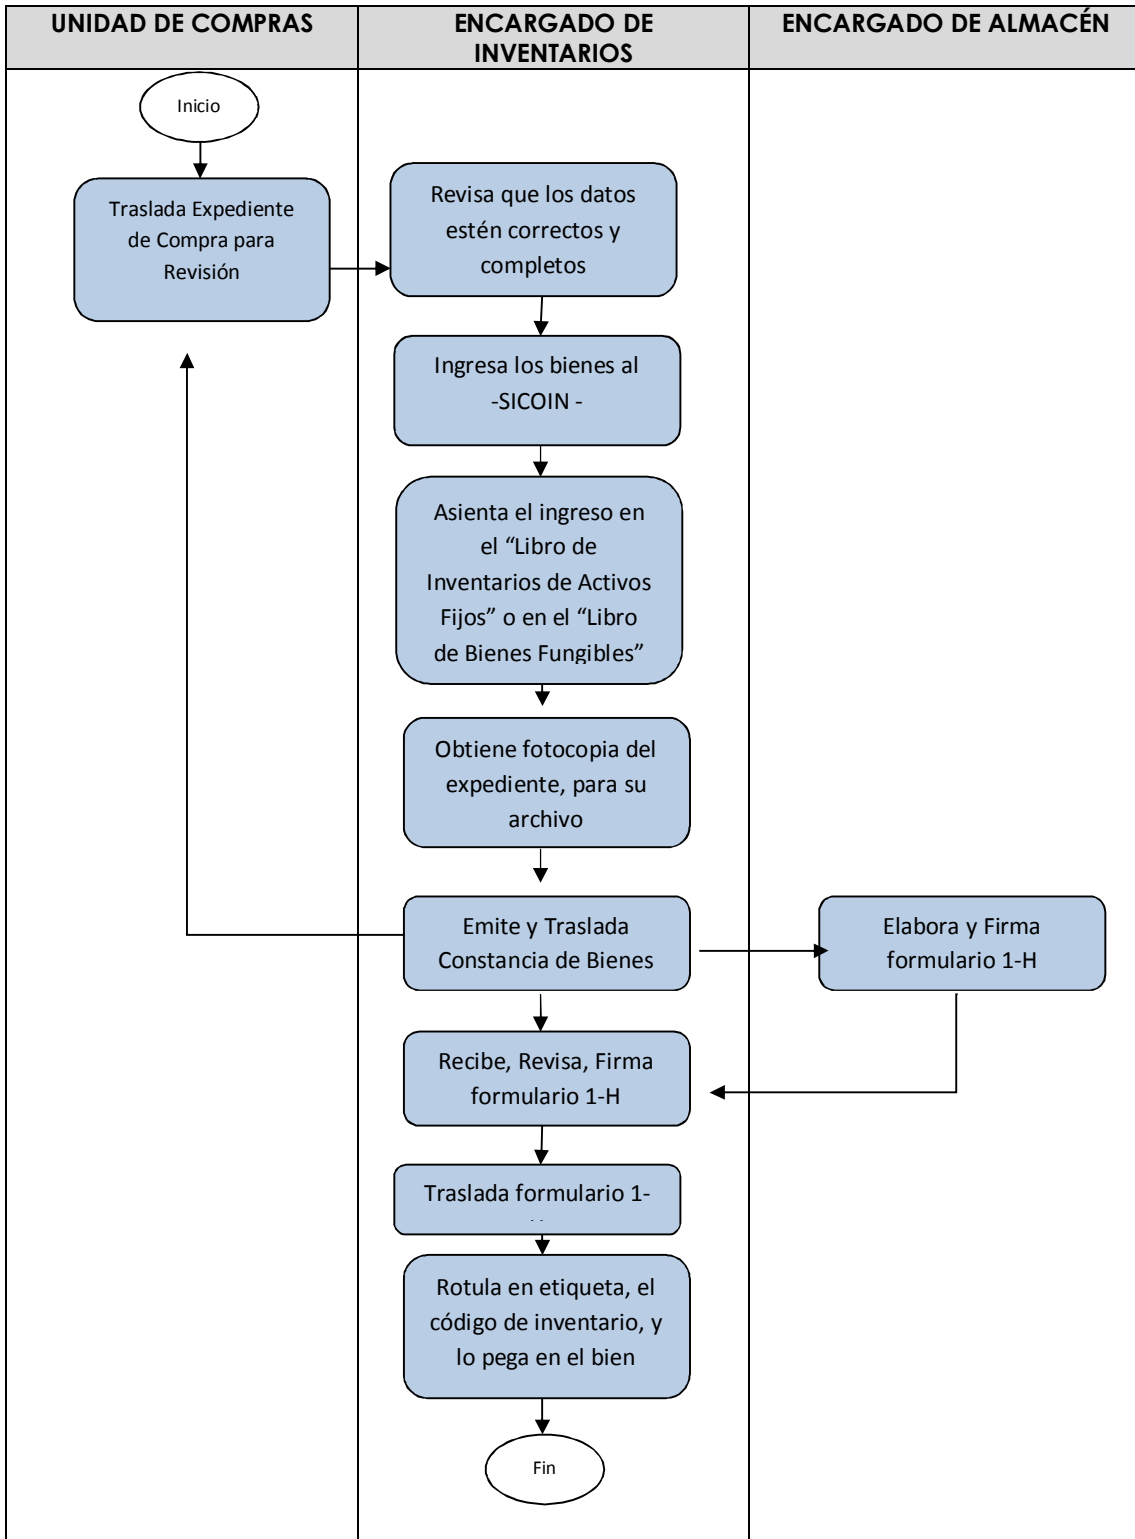 UNIDAD DE COMPRAS
ENCARGADO DE
INVENTARIOS
ENCARGADO DE ALMACÉN
Inicio
Traslada Expediente
de Compra para
Revisión
Revisa que los datos
estén correctos y
completos
Ingresa los bienes al
-SICOIN -
Asienta el ingreso en
el “Libro de
Inventarios de Activos
Fijos” o en el “Libro
de Bienes Fungibles”
Obtiene fotocopia del
expediente, para su
archivo
Emite y Traslada
Constancia de Bienes
Elabora y Firma
formulario 1-H
Recibe, Revisa, Firma
formulario 1-H
Traslada formulario 1-
Rotula en etiqueta, el
código de inventario, y
lo pega en el bien
Fin